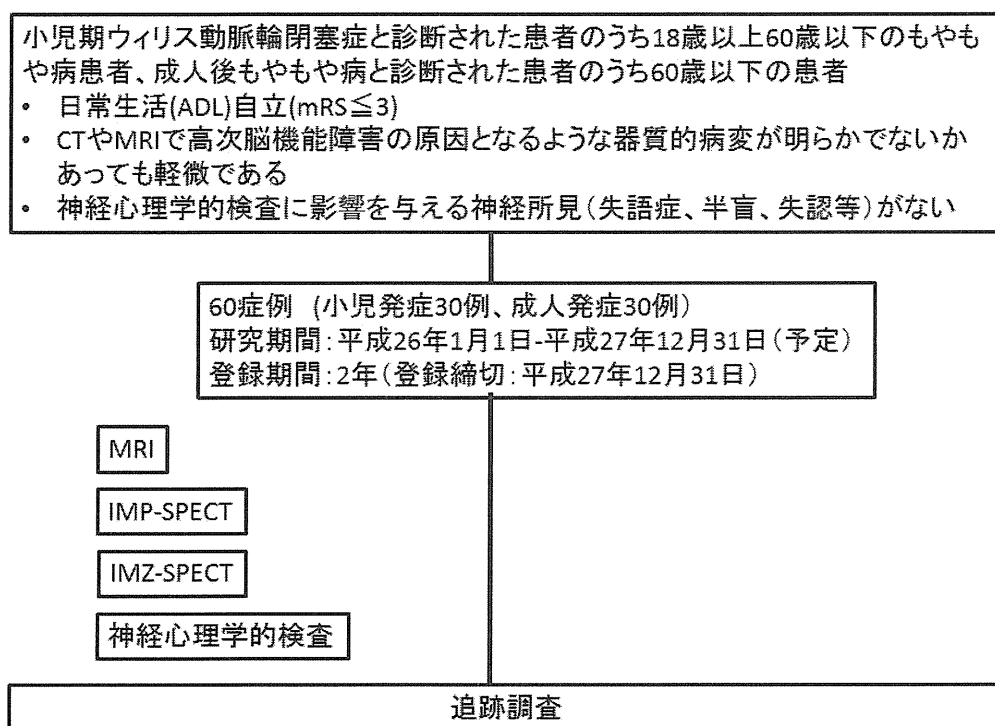 小児期ウィリス動脈輪閉塞症と診断された患者のうち18歳以上60歳以下のもやも
や病患者、成人後もやもや病と診断された患者のうち60歳以下の患者
• 日常生活(ADL)自立(mRS≦3)
• CTやMRIで高次脳機能障害の原因となるような器質的病変が明らかでないか
あっても軽微である
• 神経心理学的検査に影響を与える神経所見(失語症、半盲、失認等)がない
60症例 (小児発症30例、成人発症30例)
研究期間:平成26年1月1日-平成27年12月31日(予定)
登録期間:2年(登録締切:平成27年12月31日)
MRI
IMP-SPECT
IMZ-SPECT
神経心理学的検査
追跡調査